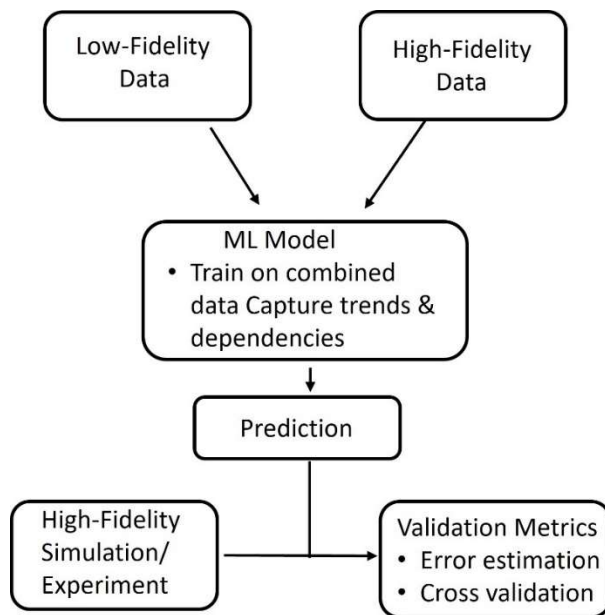 Low-Fidelity
Data
High-Fidelity
Data
ML Model
• Train on combined
data Capture trends &
dependencies
Prediction
High-Fidelity
Simulation/
Experiment
Validation Metrics
• Error estimation
• Cross validation